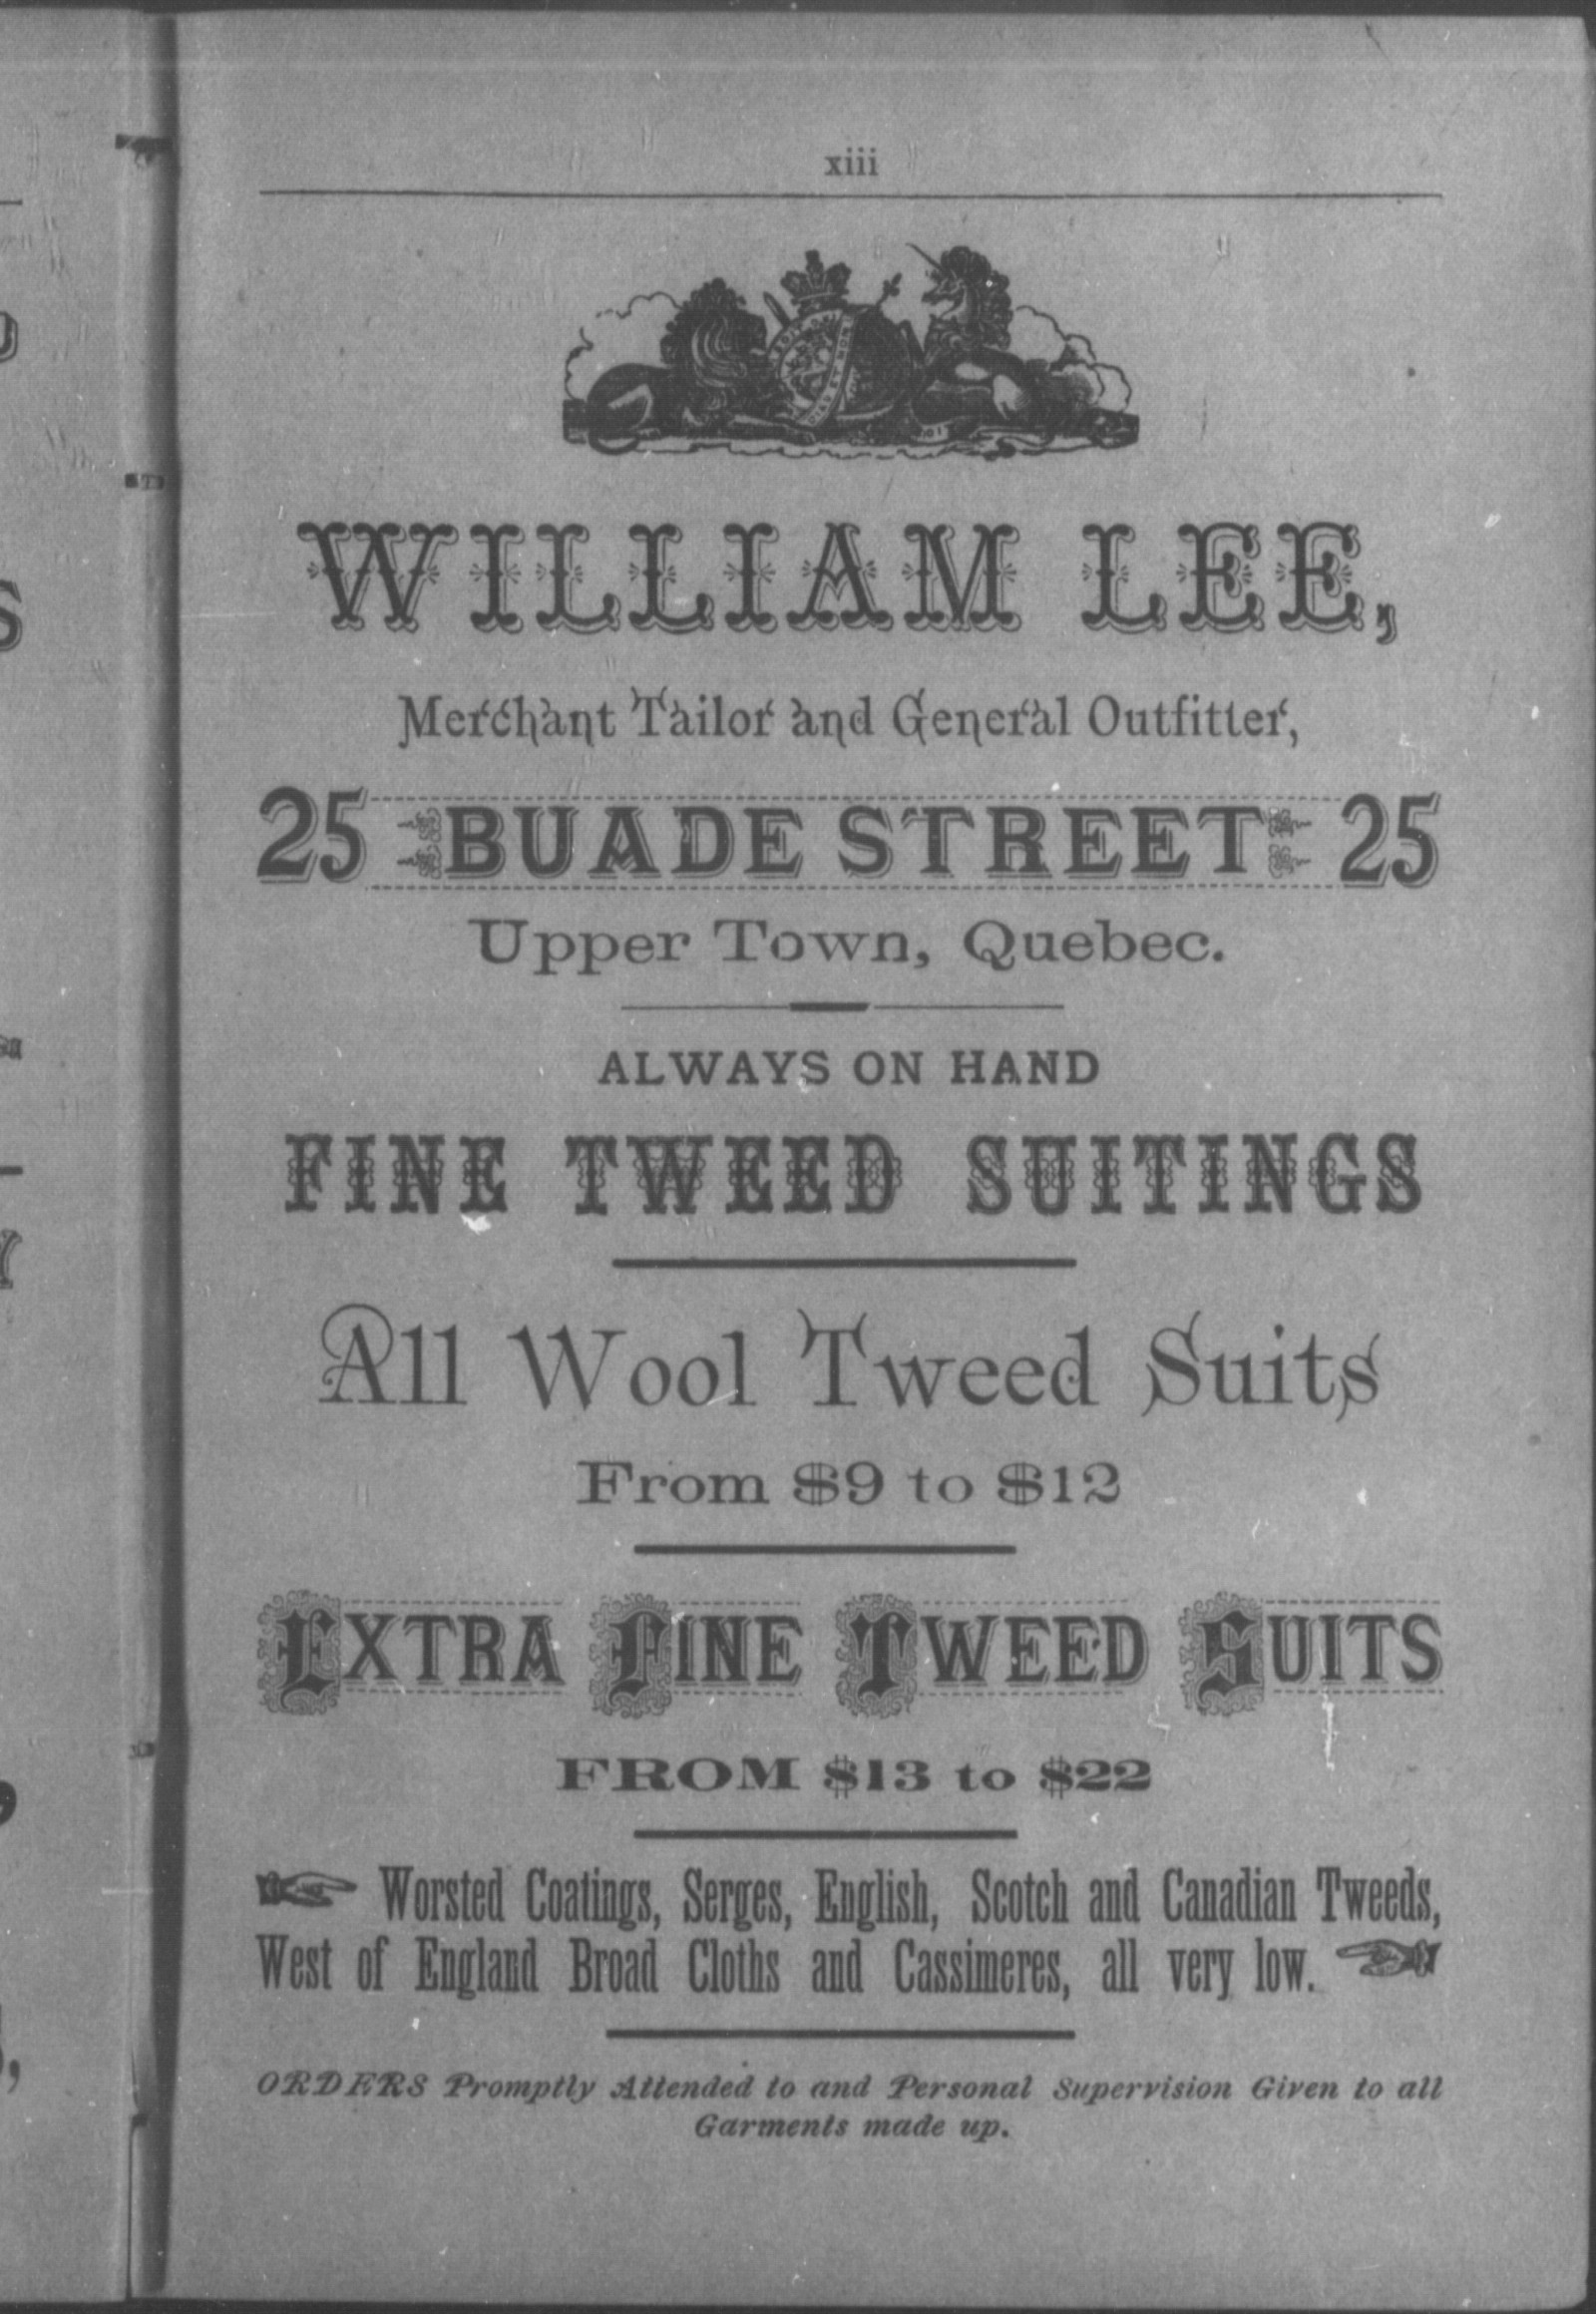 xiii
WILLIAM LEE,
Merchant Tailor and General Outfitter,
25 BUADE STREET 25
Upper Town, Quebec.
ALWAYS ON HAND
FINE TWEED SUITINGS
All Wool Tweed Suits
From $9 to $12
EXTRA FINE TWEED SUITS
FROM $13 to $22
Worsted Coatings, Serges, English, Scotch and Canadian Tweeds,
West of England Broad Cloths and Cassimeres, all very low.
ORDERS Promptly Attended to and Personal Supervision Given to all
Garments made up.